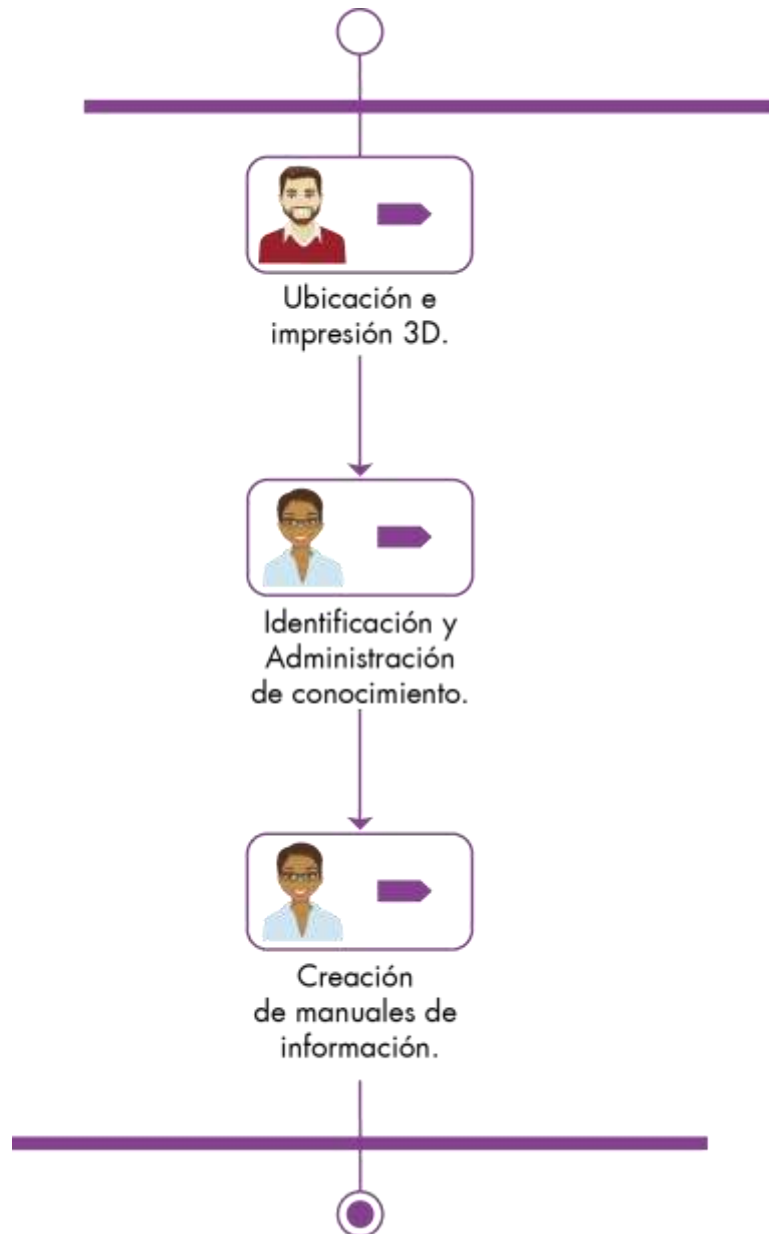 Ubicación e
impresión 3D.
Identificación y
Administración
de conocimiento.
Creación
de manuales de
información.